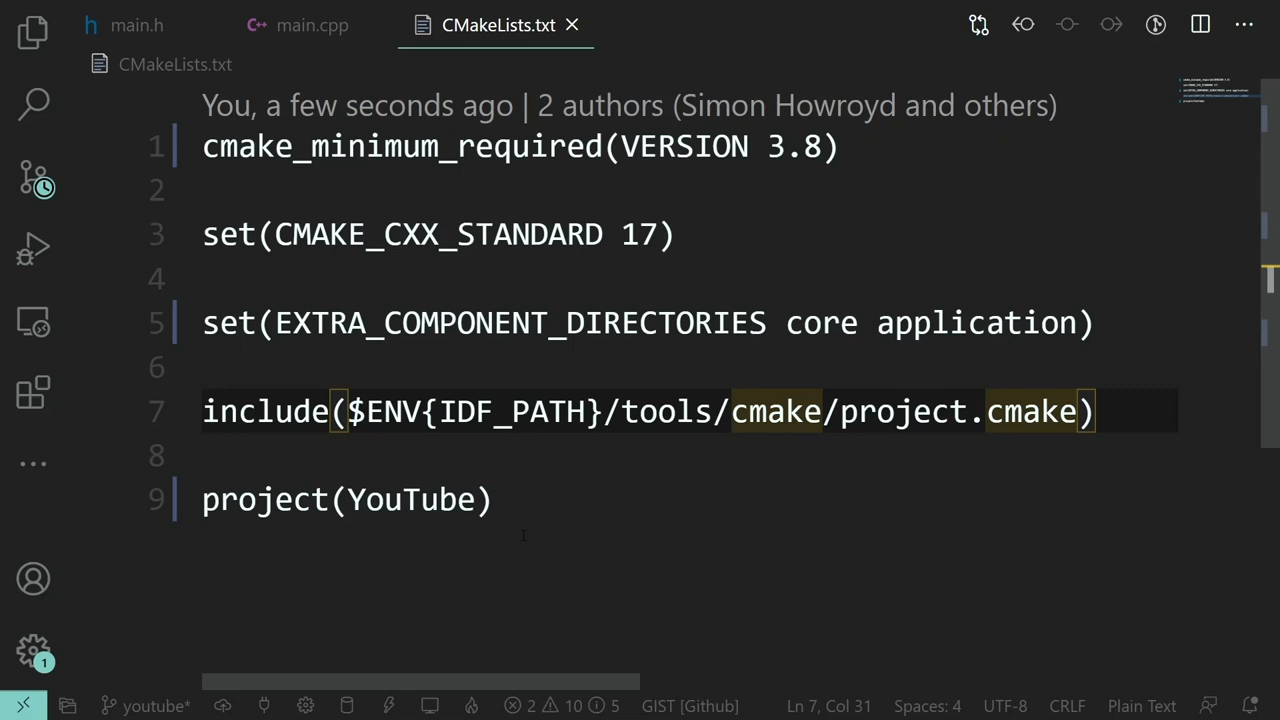 main.h
main.cpp
CMakeLists.txt
CMakeLists.txt
You, a few seconds ago | 2 authors (Simon Howroyd and others)
1 cmake_minimum_required(VERSION 3.8)
2
3 set(CMAKE_CXX_STANDARD 17)
4
5 set(EXTRA_COMPONENT_DIRECTORIES core application)
6
7 include($ENV{IDF_PATH}/tools/cmake/project.cmake)
8
9 project(YouTube)
1
youtube* 2 10 5 GIST [Github] Ln 7, Col 31 Spaces: 4 UTF-8 CRLF Plain Text